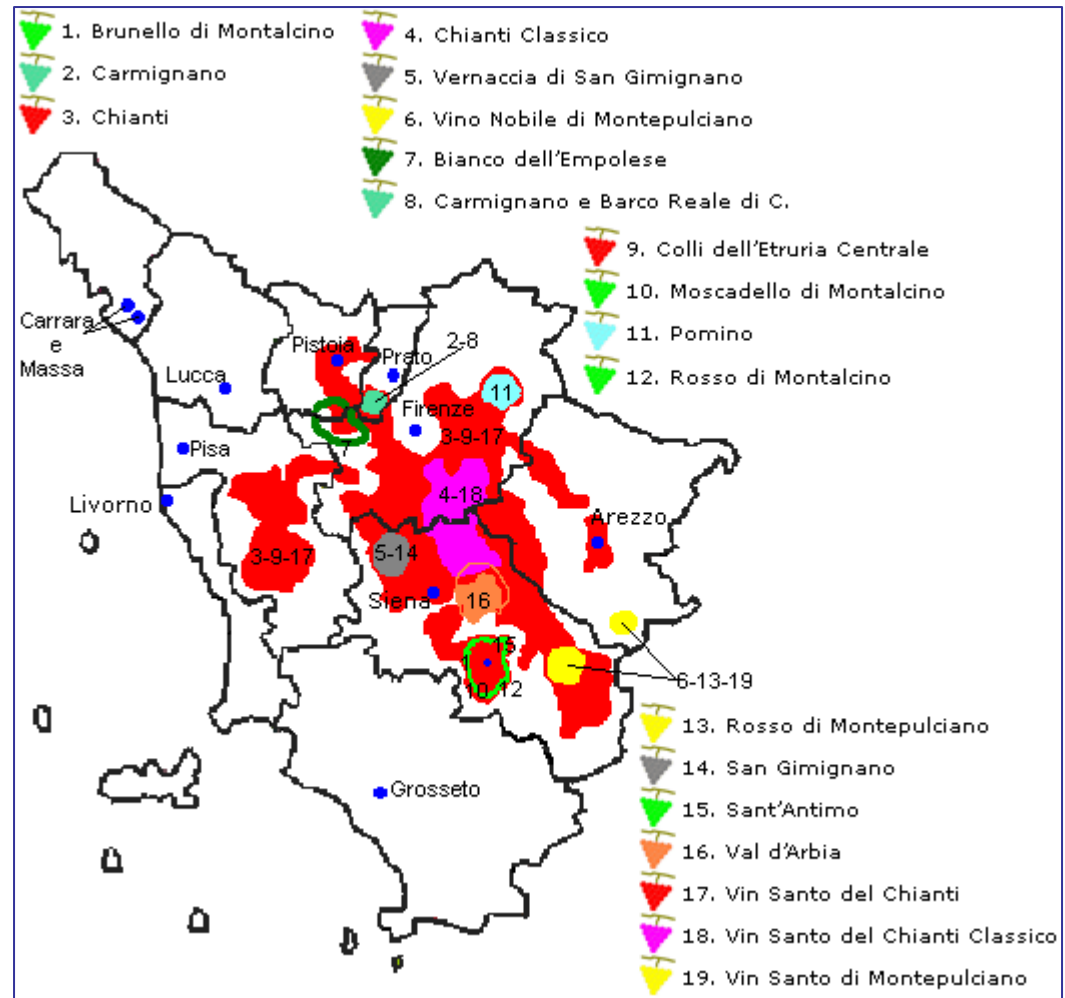 1. Brunello di Montalcino
2. Carmignano
3. Chianti
4. Chianti Classico
5. Vernaccia di San Gimignano
6. Vino Nobile di Montepulciano
7. Bianco dell'Empolese
8. Carmignano e Barco Reale di C.
9. Colli dell'Etruria Centrale
10. Moscadello di Montalcino
11. Pomino
12. Rosso di Montalcino
Carrara
e
Massa
Pistoia
Prato
2-8
Lucca
11
Firenze
3-9-17
7
Pisa
4-18
Livorno
Arezzo
3-9-17
5-14
Siena
16
15
1
10
12
6-13-19
Grosseto
13. Rosso di Montepulciano
14. San Gimignano
15. Sant'Antimo
16. Val d'Arbia
17. Vin Santo del Chianti
18. Vin Santo del Chianti Classico
19. Vin Santo di Montepulciano